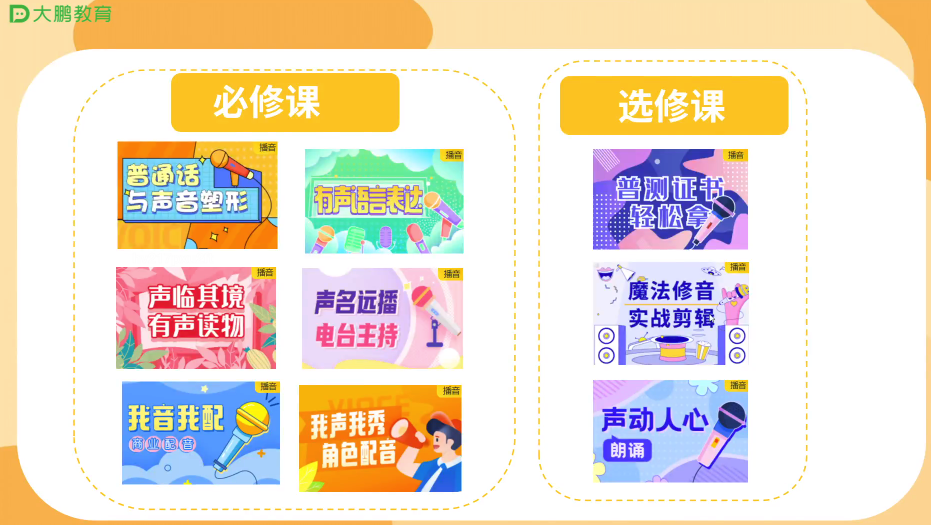 大鹏教育
必修课
播音
普通话
与声音塑形
播音
有声语言表达
播音
声临其境
有声读物
播音
声名远播
电台主持
播音
我音我配
商业配音
播音
我声我秀
角色配音
选修课
播音
普测证书
轻松拿
播音
魔法修音
实战剪辑
播音
声动人心
朗诵